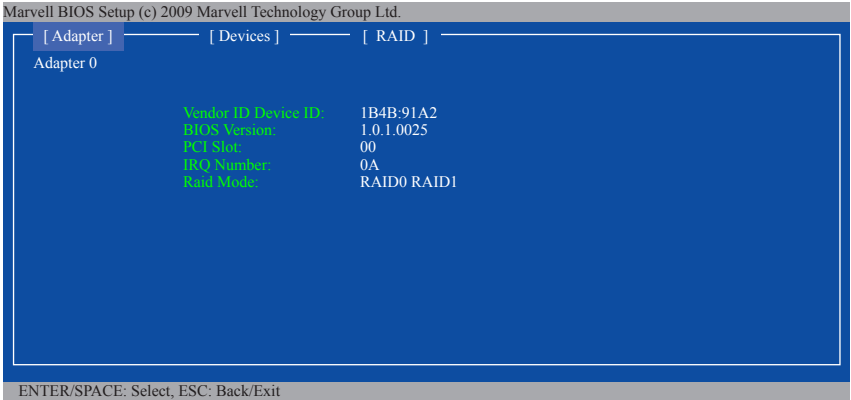 Marvell BIOS Setup (c) 2009 Marvell Technology Group Ltd.
[ Adapter ] [ Devices ] [ RAID ]
Adapter 0
Vendor ID Device ID: 1B4B:91A2
BIOS Version: 1.0.1.0025
PCI Slot: 00
IRQ Number: 0A
Raid Mode: RAID0 RAID1
ENTER/SPACE: Select, ESC: Back/Exit